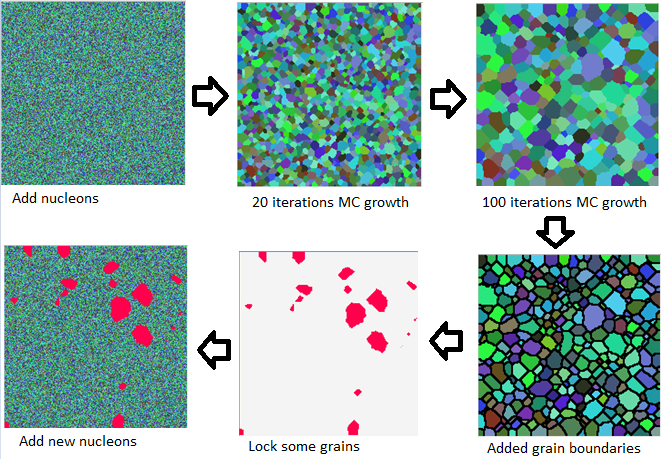 Add nucleons
20 iterations MC growth
100 iterations MC growth
Added grain boundaries
Lock some grains
Add new nucleons